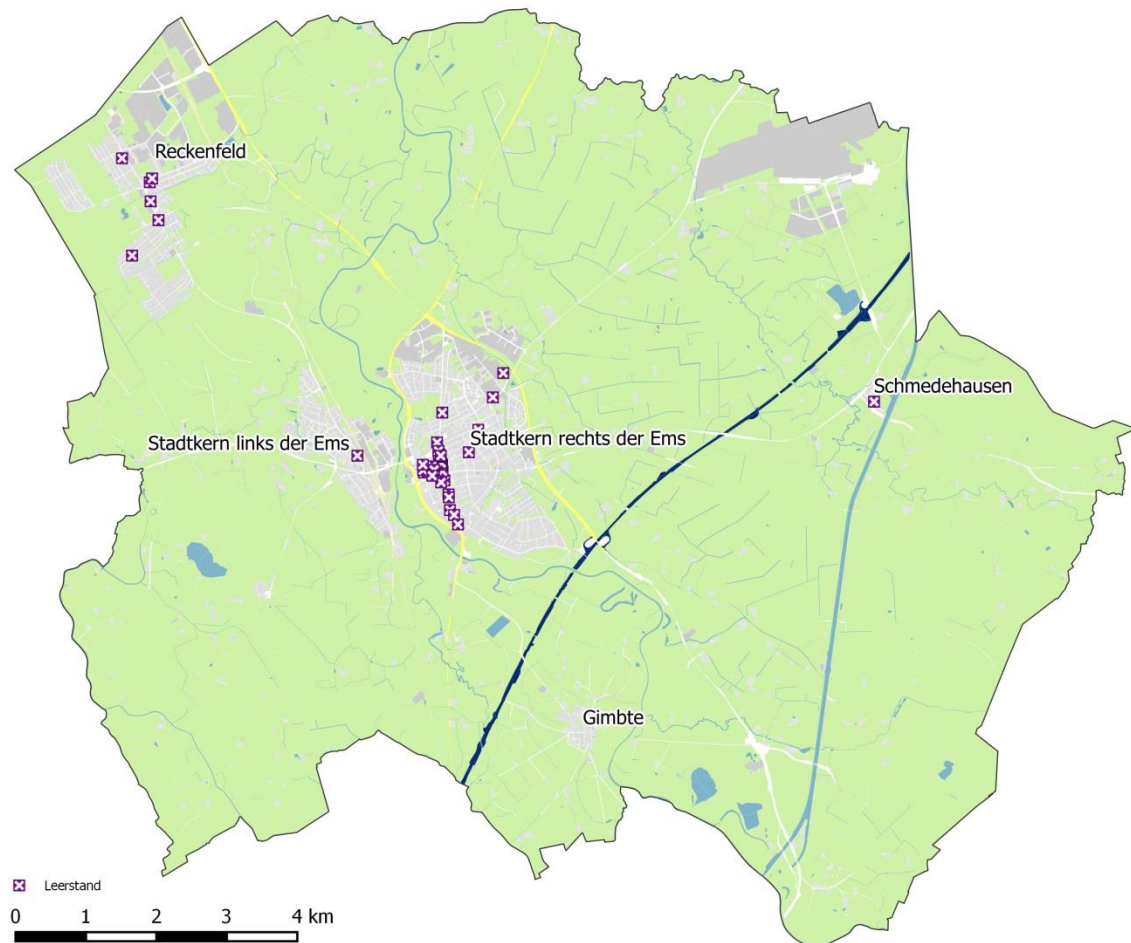 Reckenfeld
Schmedehausen
Stadtkern links der Ems
Stadtkern rechts der Ems
Gimbte
Leerstand
0 1 2 3 4 km